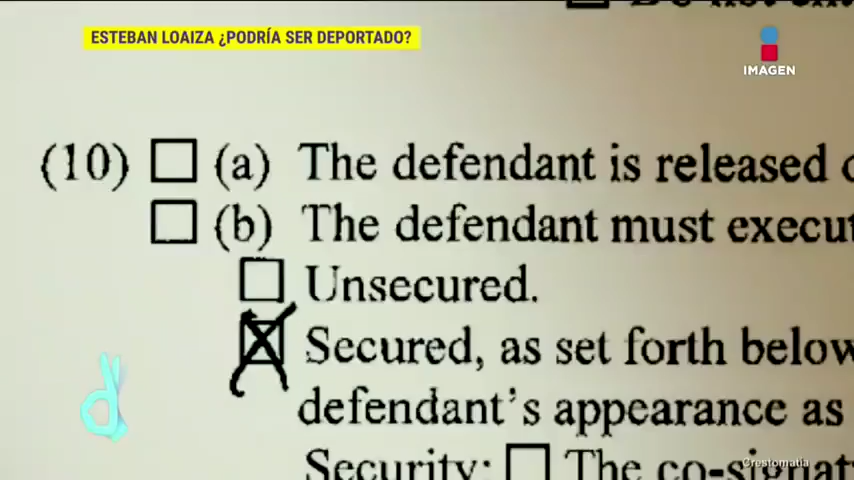 ESTEBAN LOAIZA ¿PODRÍA SER DEPORTADO?
IMAGEN
(10) (a) The defendant is released
(b) The defendant must execut
Unsecured.
Secured, as set forth below
defendant's appearance as
Security: The co-signat
Crestomatía